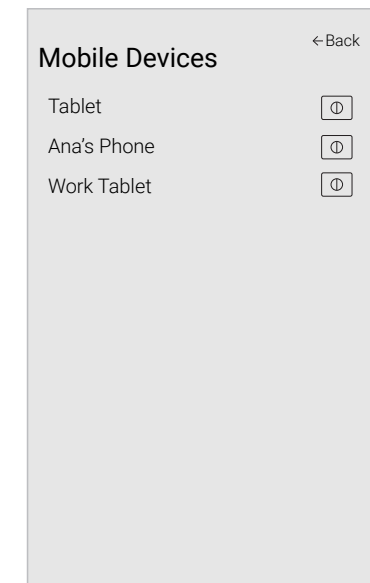 ←Back
Mobile Devices
Tablet
Ana’s Phone
Work Tablet